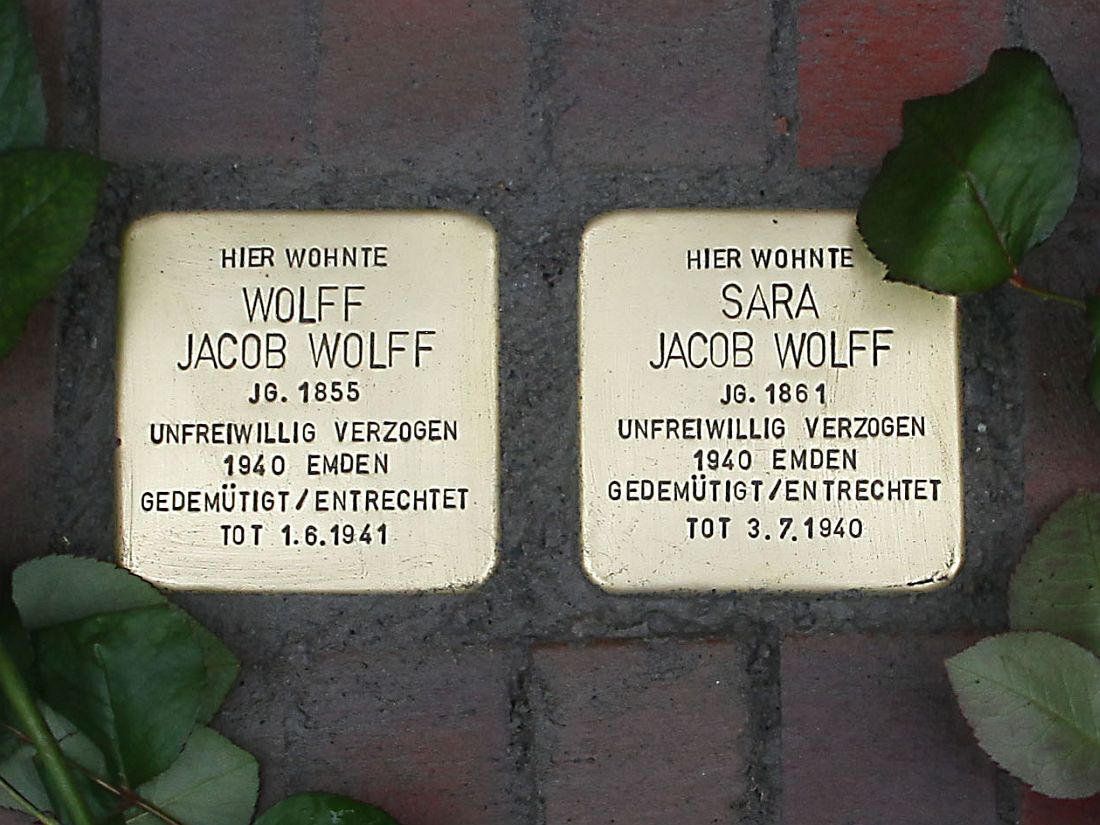 HIER WOHNTE
WOLFF
JACOB WOLFF
JG. 1855
UNFREIWILLIG VERZOGEN
1940 EMDEN
GEDEMÜTIGT/ENTRECHTET
TOT 1.6.1941
HIER WOHNTE
SARA
JACOB WOLFF
JG. 1861
UNFREIWILLIG VERZOGEN
1940 EMDEN
GEDEMÜTIGT/ENTRECHTET
TOT 3.7.1940